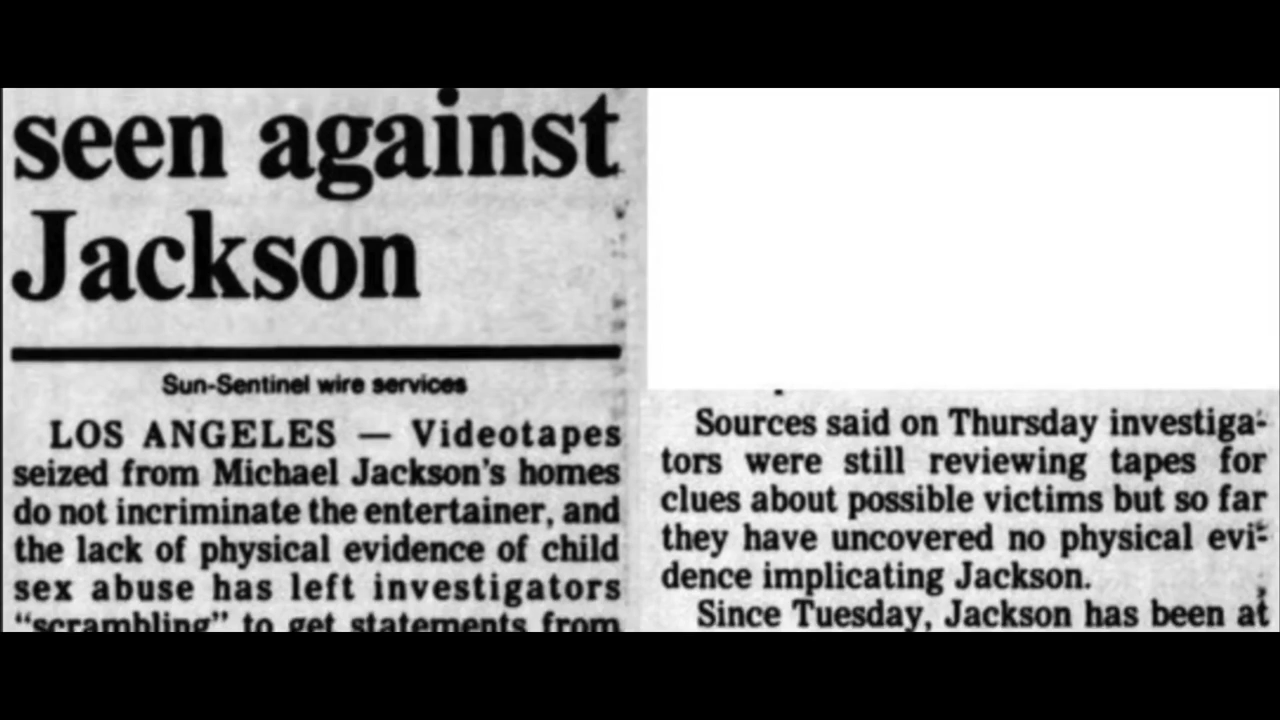 seen against
Jackson
Sun-Sentinel wire services
LOS ANGELES — Videotapes
seized from Michael Jackson's homes
do not incriminate the entertainer, and
the lack of physical evidence of child
sex abuse has left investigators
“scrambling” to get statements from
Sources said on Thursday investiga-
tors were still reviewing tapes for
clues about possible victims but so far
they have uncovered no physical evi-
dence implicating Jackson.
Since Tuesday, Jackson has been at